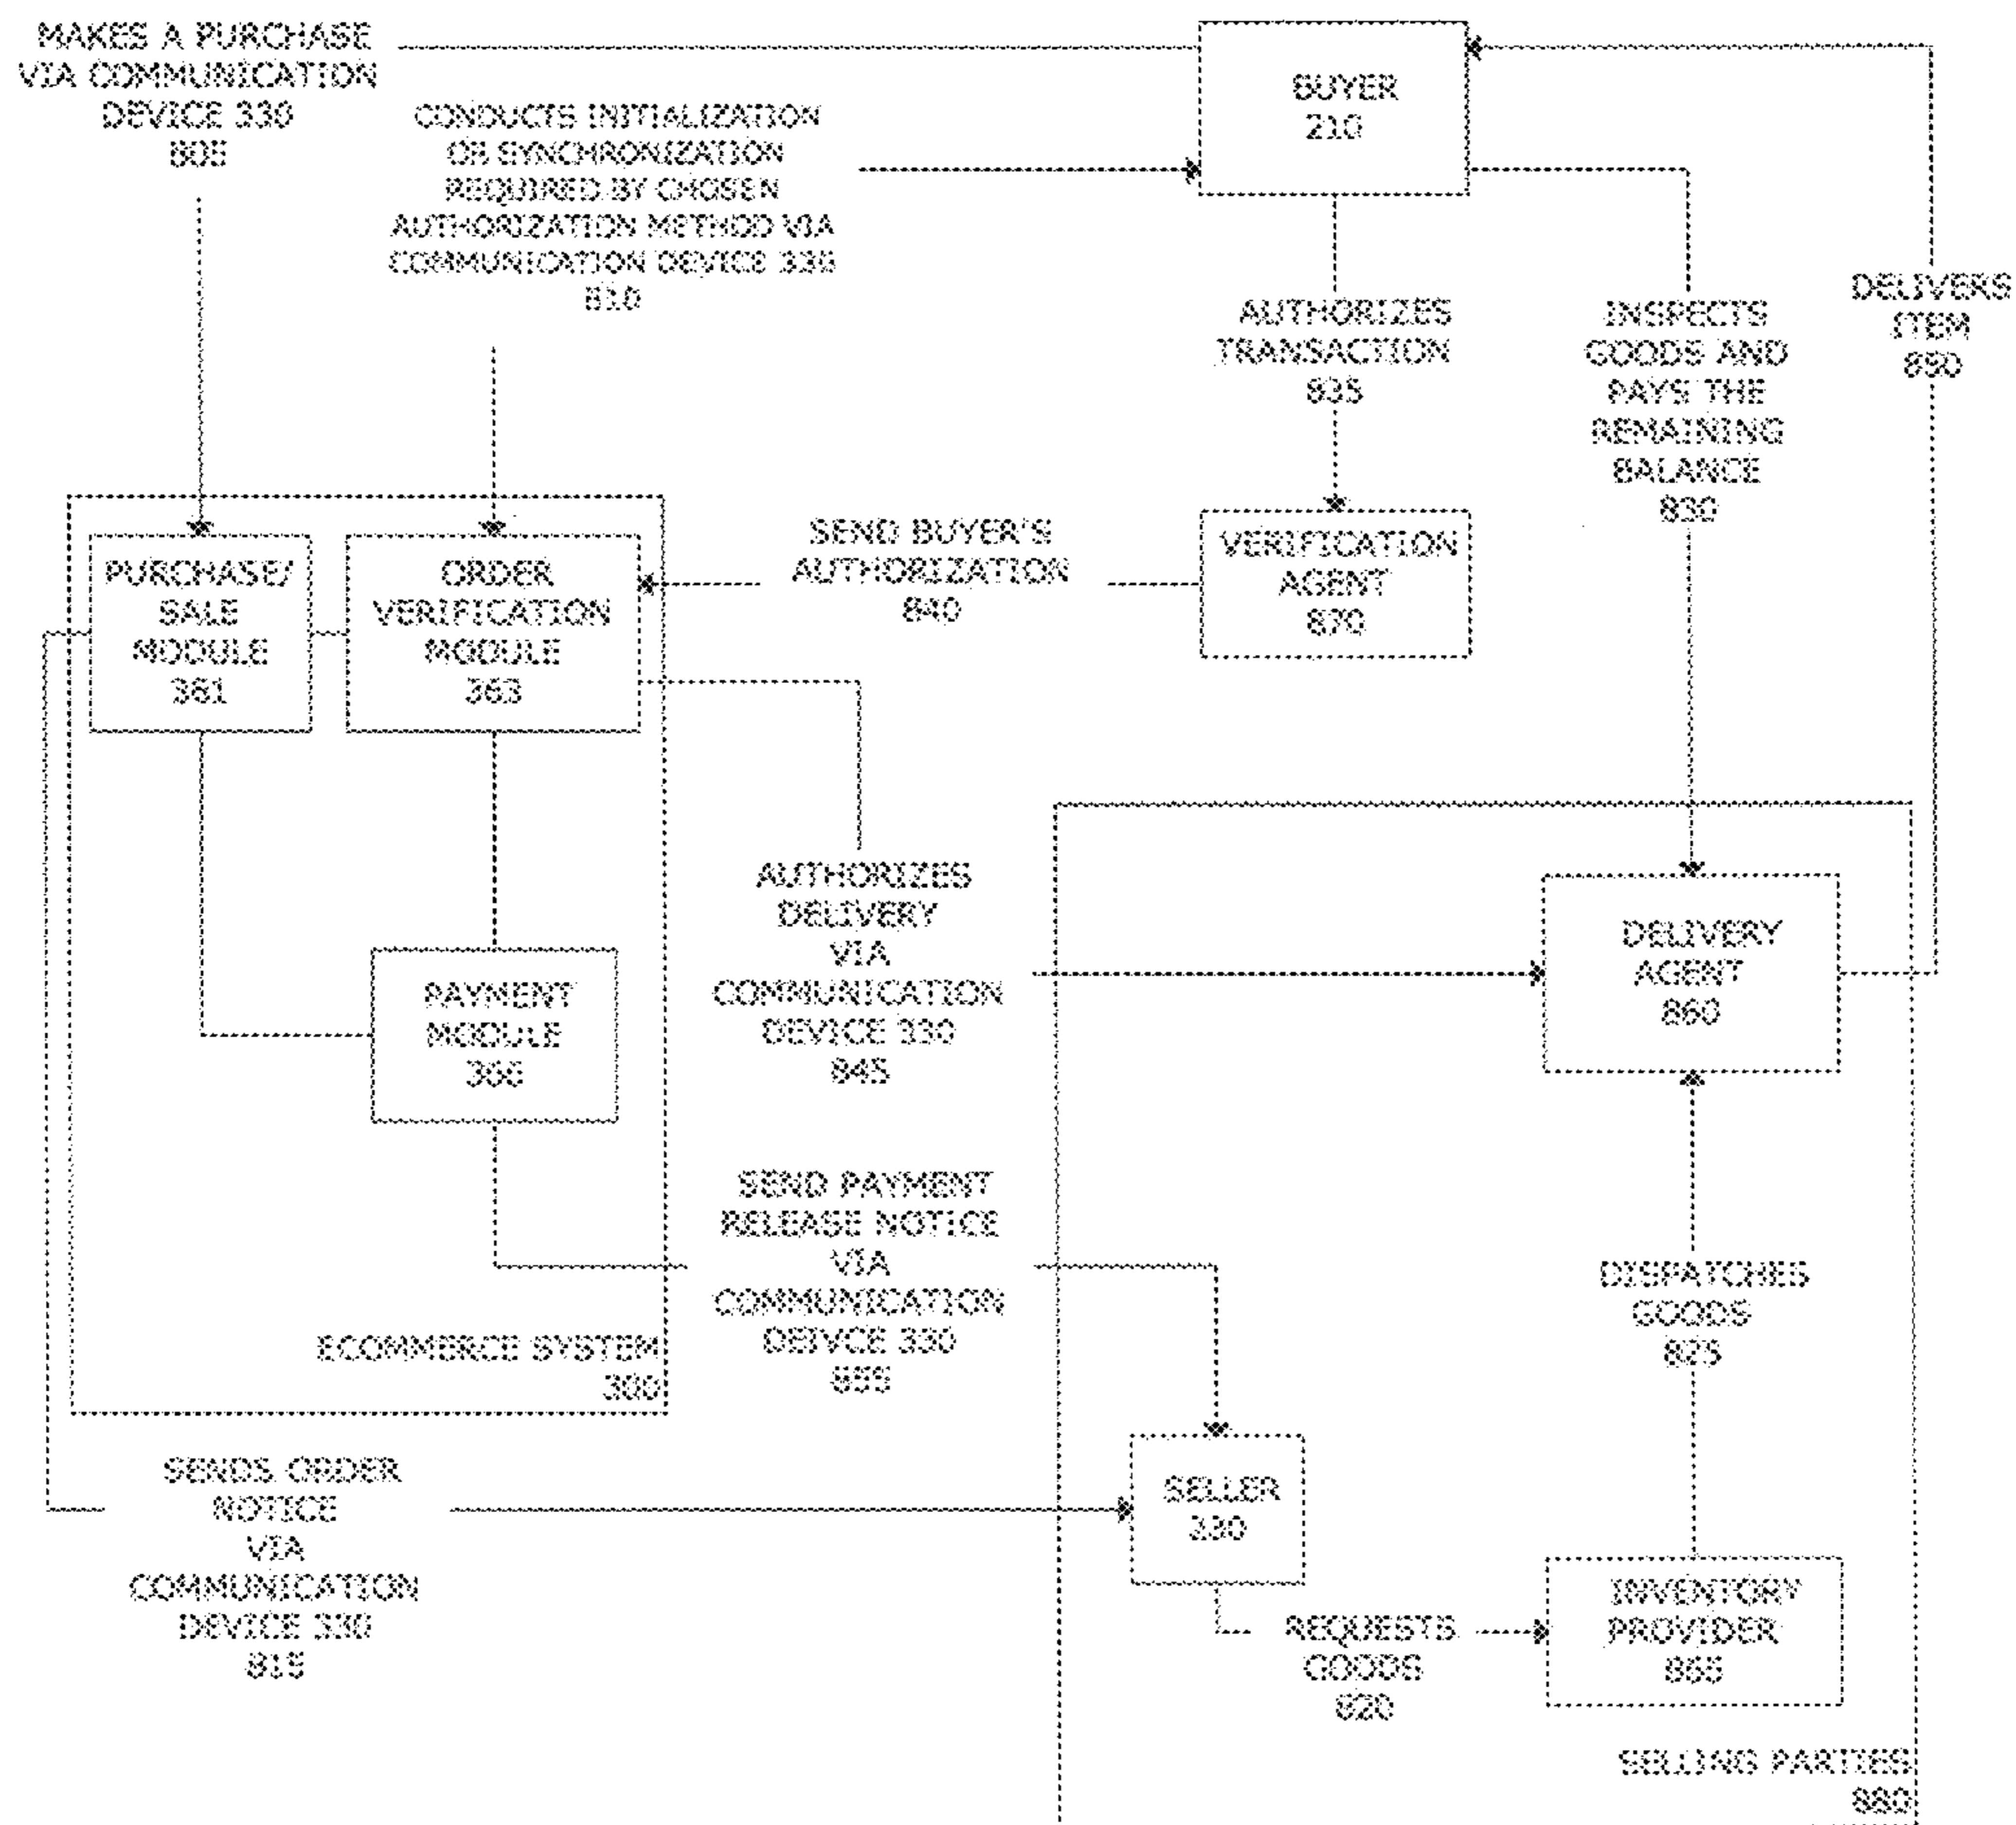 MAKES A PURCHASE
VIA COMMUNICATION
DEVICE 330
805
CONDUCTS INITIALIZATION
OR SYNCHRONIZATION
REQUIRED BY CHOSEN
AUTHORIZATION METHOD VIA
COMMUNICATION DEVICE 330
810
BUYER
210
AUTHORIZES
TRANSACTION
835
INSPECTS
GOODS AND
PAYS THE
REMAINING
BALANCE
830
DELIVERS
ITEM
850
PURCHASE/
SALE
MODULE
361
ORDER
VERIFICATION
MODULE
363
SEND BUYER'S
AUTHORIZATION
840
VERIFICATION
AGENT
870
AUTHORIZES
DELIVERY
VIA
COMMUNICATION
DEVICE 330
845
DELIVERY
AGENT
860
PAYMENT
MODULE
366
SEND PAYMENT
RELEASE NOTICE
VIA
COMMUNICATION
DEIVCE 330
855
DISPATCHES
GOODS
825
ECOMMERCE SYSTEM
300
SENDS ORDER
NOTICE
VIA
COMMUNICATION
DEVICE 330
815
SELLER
330
REQUESTS
GOODS
820
INVENTORY
PROVIDER
865
SELLING PARTIES
880